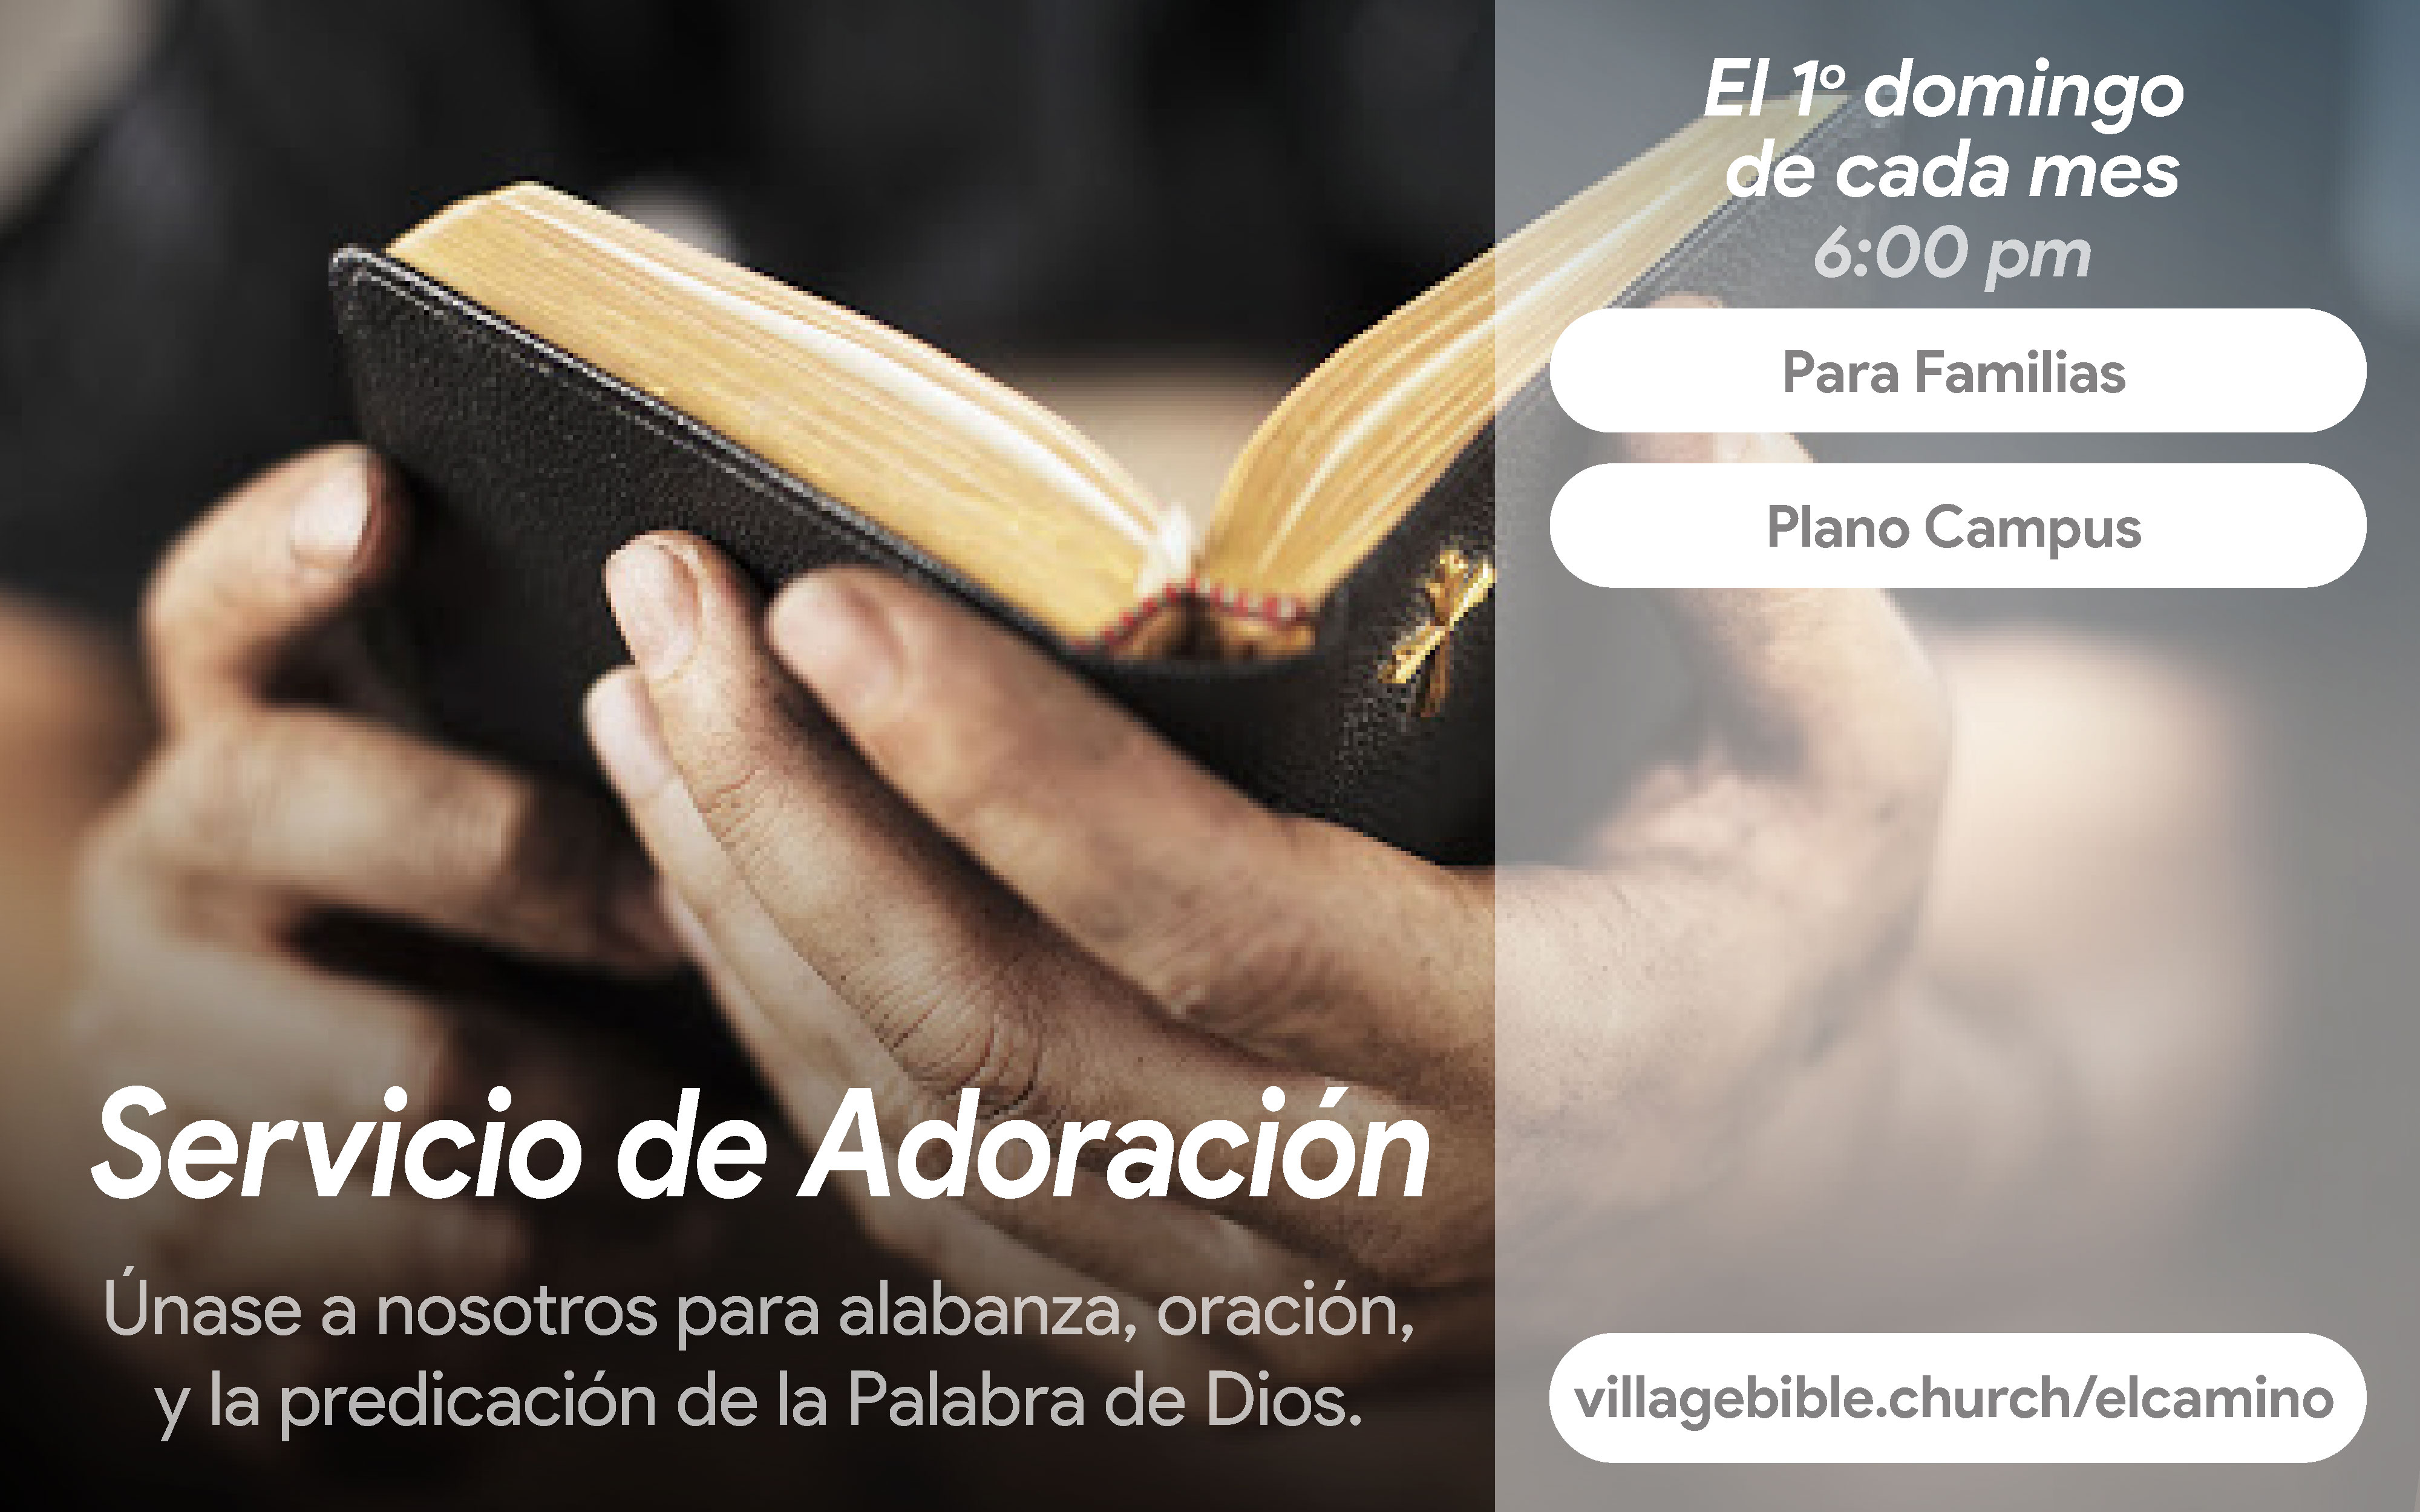 El 1º domingo
de cada mes
6:00 pm
Para Familias
Plano Campus
Servicio de Adoración
Únase a nosotros para alabanza, oración,
y la predicación de la Palabra de Dios.
villagebible.church/elcamino